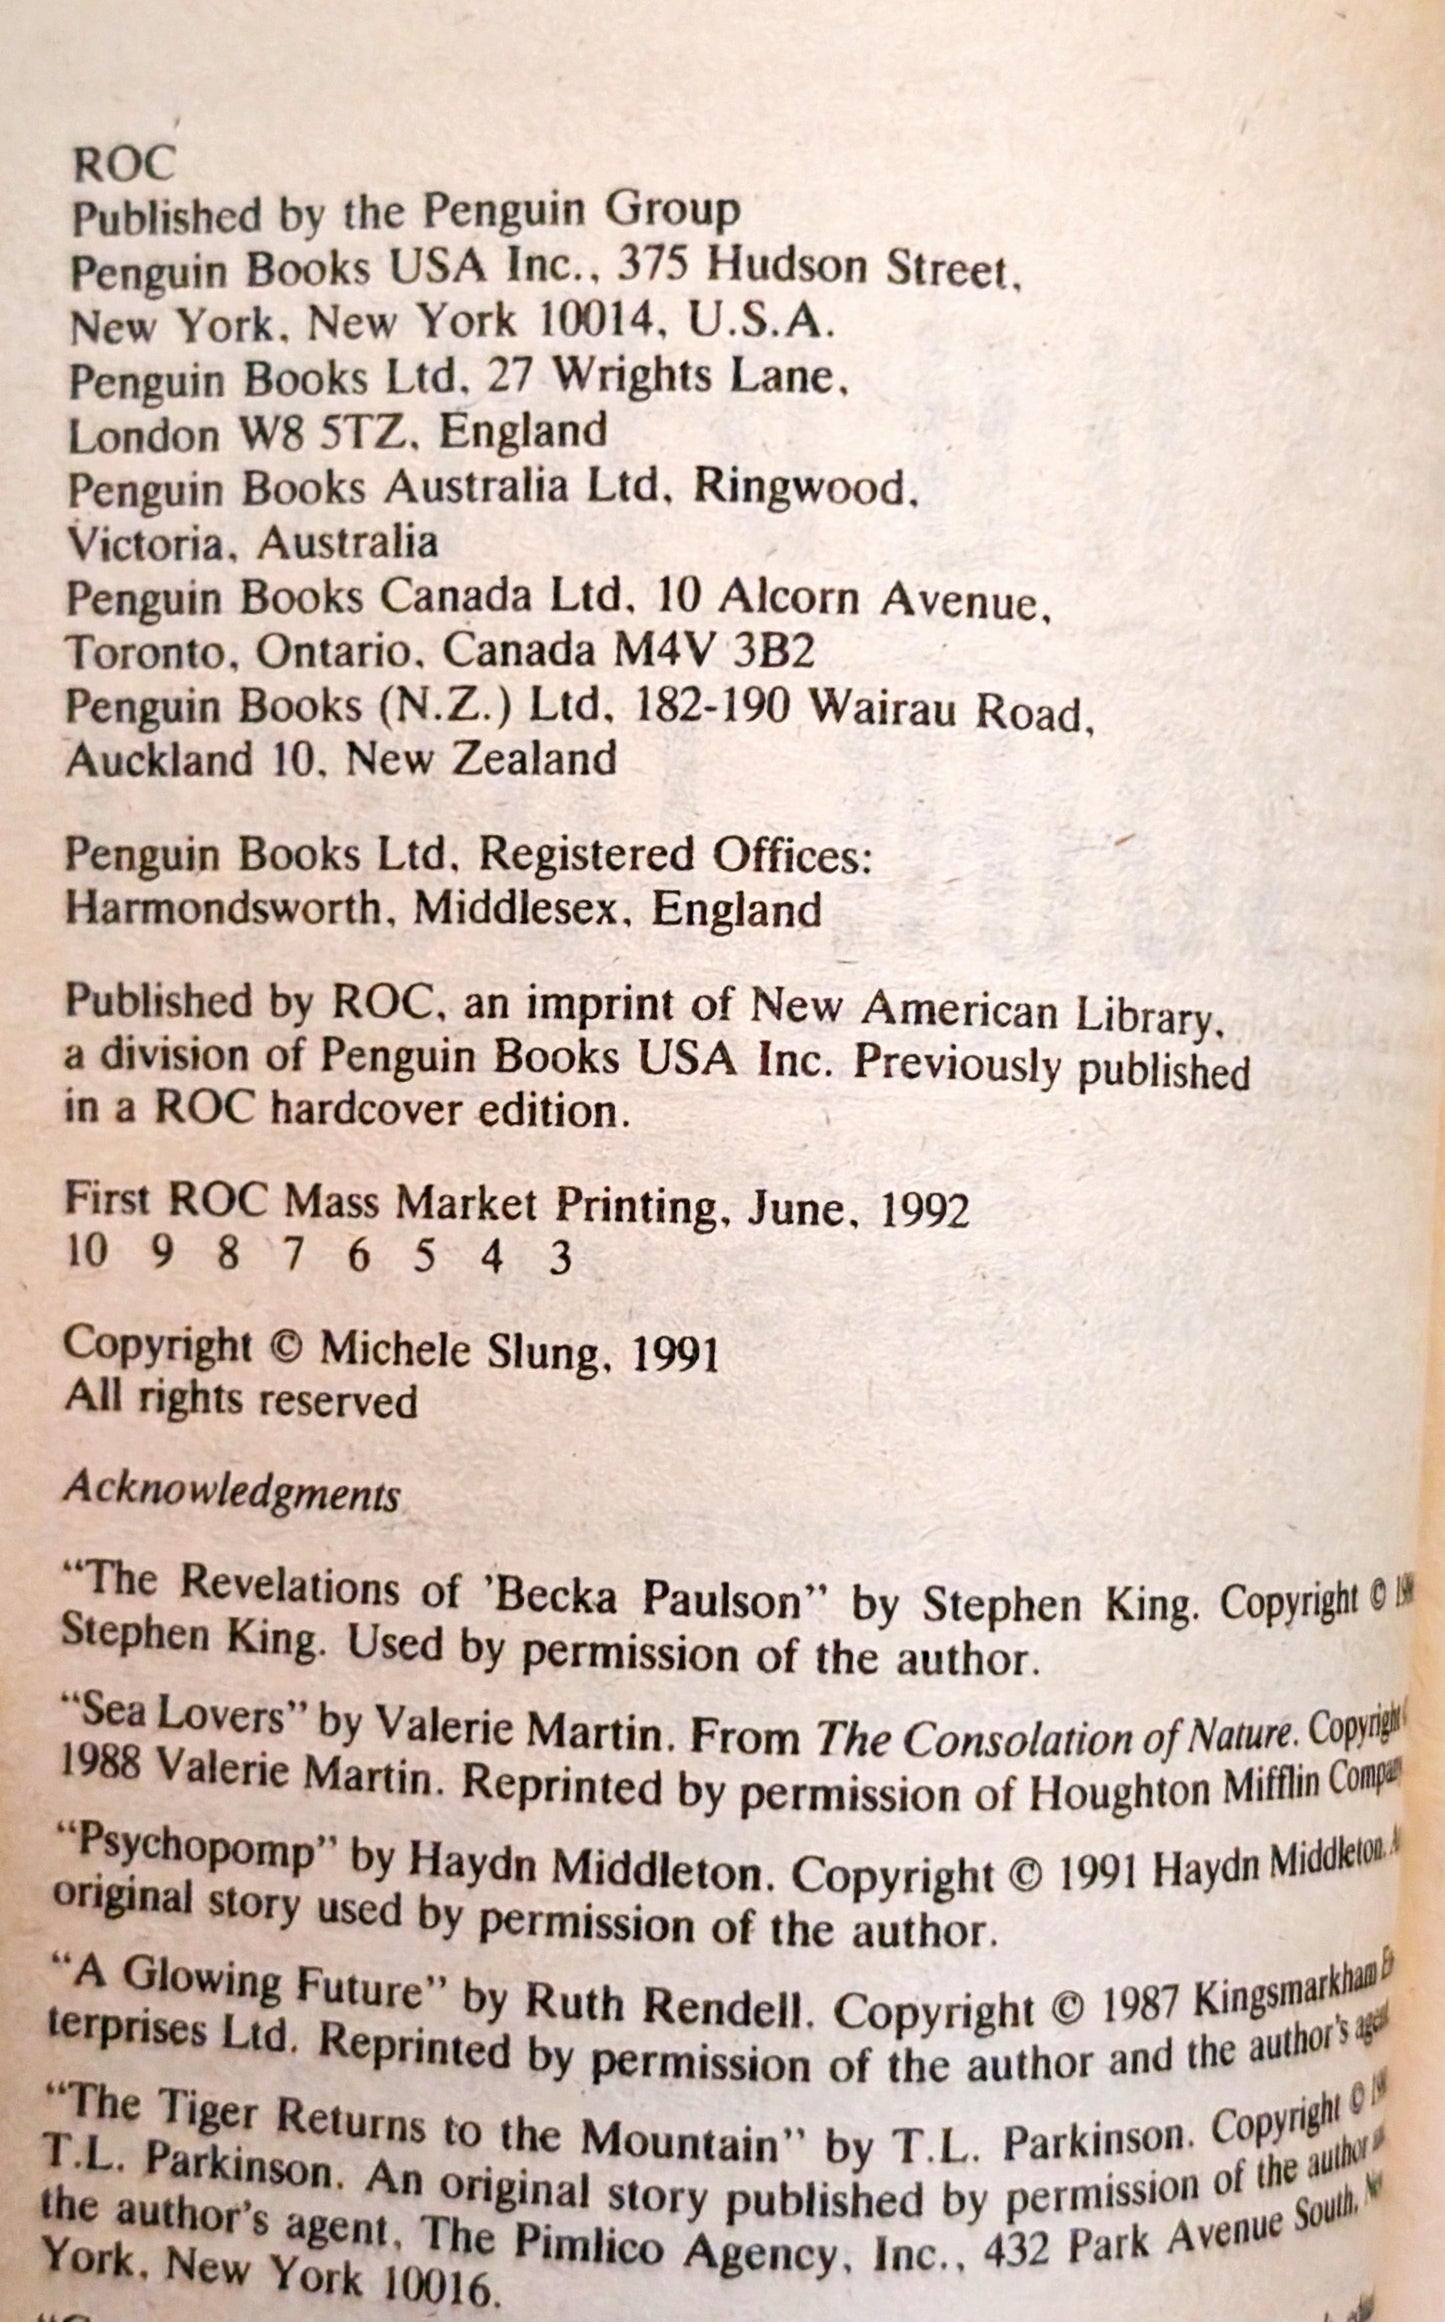 ROC
Published by the Penguin Group
Penguin Books USA Inc., 375 Hudson Street,
New York, New York 10014, U.S.A.
Penguin Books Ltd, 27 Wrights Lane,
London W8 5TZ, England
Penguin Books Australia Ltd, Ringwood,
Victoria, Australia
Penguin Books Canada Ltd, 10 Alcorn Avenue,
Toronto, Ontario, Canada M4V 3B2
Penguin Books (N.Z.) Ltd, 182-190 Wairau Road,
Auckland 10, New Zealand
Penguin Books Ltd, Registered Offices:
Harmondsworth, Middlesex, England
Published by ROC, an imprint of New American Library,
a division of Penguin Books USA Inc. Previously published
in a ROC hardcover edition.
First ROC Mass Market Printing, June, 1992
10 9 8 7 6 5 4 3
Copyright © Michele Slung, 1991
All rights reserved
Acknowledgments
“The Revelations of ’Becka Paulson” by Stephen King. Copyright ©
Stephen King. Used by permission of the author.
“Sea Lovers” by Valerie Martin. From The Consolation of Nature. Copyright
1988 Valerie Martin. Reprinted by permission of Houghton Mifflin
“Psychopomp” by Haydn Middleton. Copyright © 1991 Haydn Middleton.
original story used by permission of the author.
“A Glowing Future” by Ruth Rendell. Copyright © 1987 Kingsmarkham
terprises Ltd. Reprinted by permission of the author and the author’s
“The Tiger Returns to the Mountain” by T.L. Parkinson. Copyright ©
T.L. Parkinson. An original story published by permission of the author
the author’s agent, The Pimlico Agency, Inc., 432 Park Avenue South,
York, New York 10016.